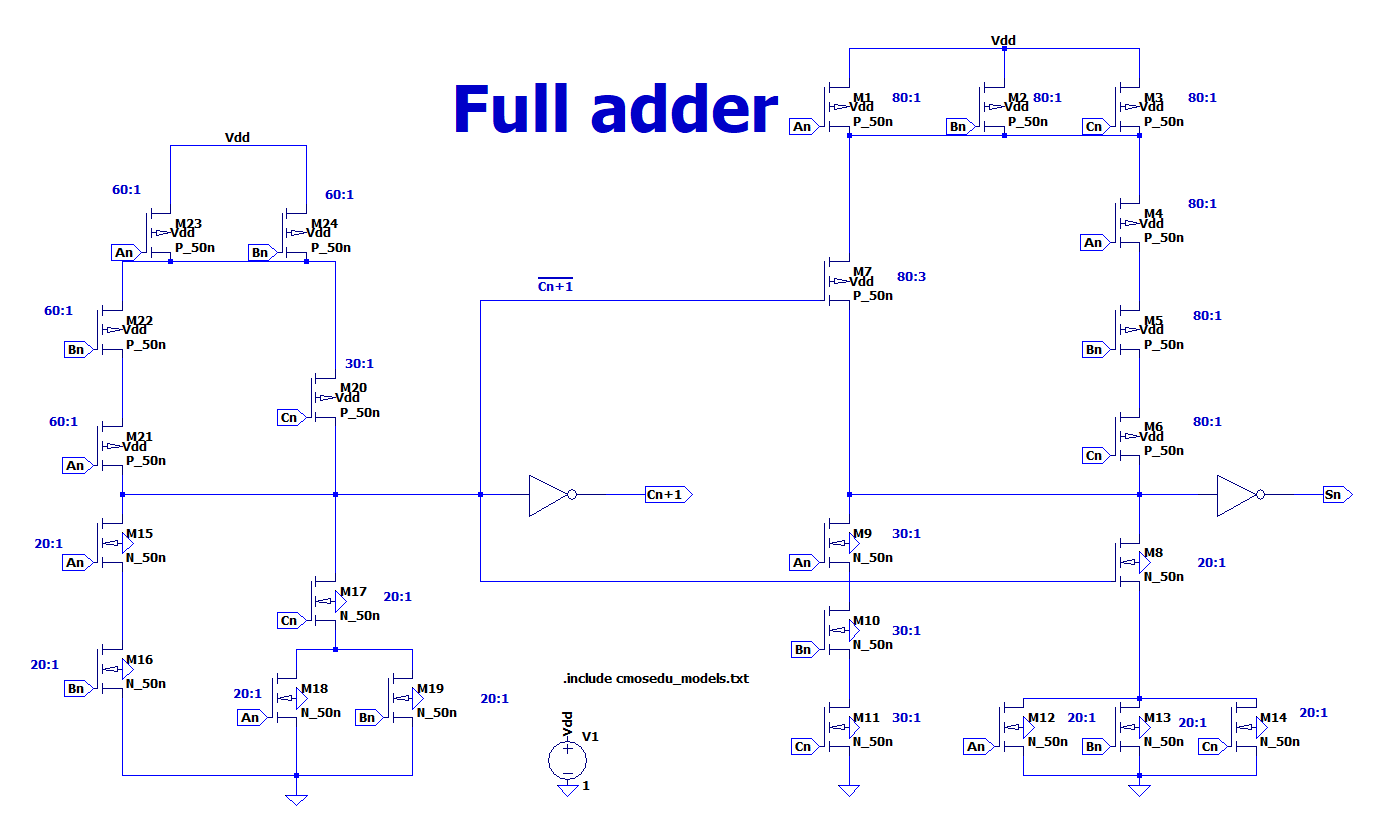 Full adder
Vdd
An
M1
Vdd
P_50n
80:1
Bn
M2
Vdd
P_50n
80:1
Cn
M3
Vdd
P_50n
80:1
Vdd
60:1
An
M23
Vdd
P_50n
60:1
Bn
M24
Vdd
P_50n
80:1
An
M4
Vdd
P_50n
60:1
Bn
M22
Vdd
P_50n
Cn+1
M7
Vdd
P_50n
80:3
80:1
Bn
M5
Vdd
P_50n
30:1
Cn
M20
Vdd
P_50n
60:1
An
M21
Vdd
P_50n
80:1
Cn
M6
Vdd
P_50n
Cn+1
Sn
20:1
An
M15
N_50n
An
M9
N_50n
30:1
M8
N_50n
20:1
Cn
M17
N_50n
20:1
Bn
M10
N_50n
30:1
20:1
Bn
M16
N_50n
20:1
An
M18
N_50n
Bn
M19
N_50n
20:1
.include cmosedu_models.txt
Vdd
V1
1
Cn
M11
N_50n
30:1
An
M12
N_50n
20:1
Bn
M13
N_50n
20:1
Cn
M14
N_50n
20:1